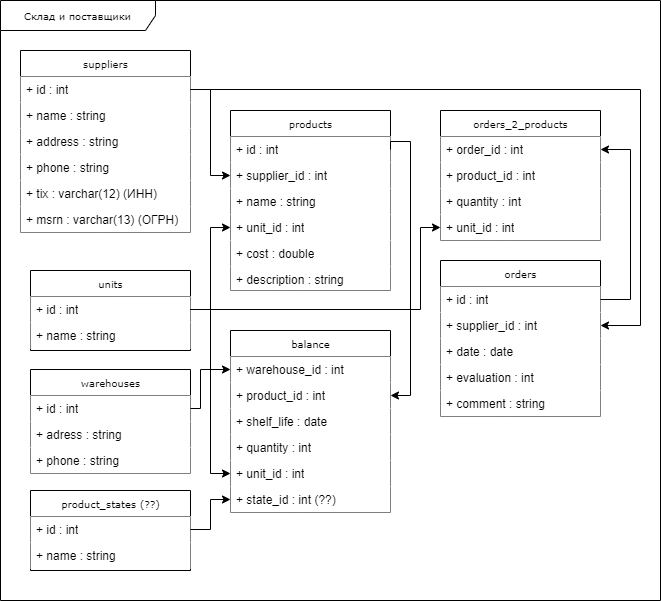 Склад и поставщики
suppliers
+ id : int
+ name : string
+ address : string
+ phone : string
+ tix : varchar(12) (ИНН)
+ msrn : varchar(13) (ОГРН)
products
+ id : int
+ supplier_id : int
+ name : string
+ unit_id : int
+ cost : double
+ description : string
orders_2_products
+ order_id : int
+ product_id : int
+ quantity : int
+ unit_id : int
units
+ id : int
+ name : string
orders
+ id : int
+ supplier_id : int
+ date : date
+ evaluation : int
+ comment : string
warehouses
+ id : int
+ adress : string
+ phone : string
balance
+ warehouse_id : int
+ product_id : int
+ shelf_life : date
+ quantity : int
+ unit_id : int
+ state_id : int (??)
product_states (??)
+ id : int
+ name : string